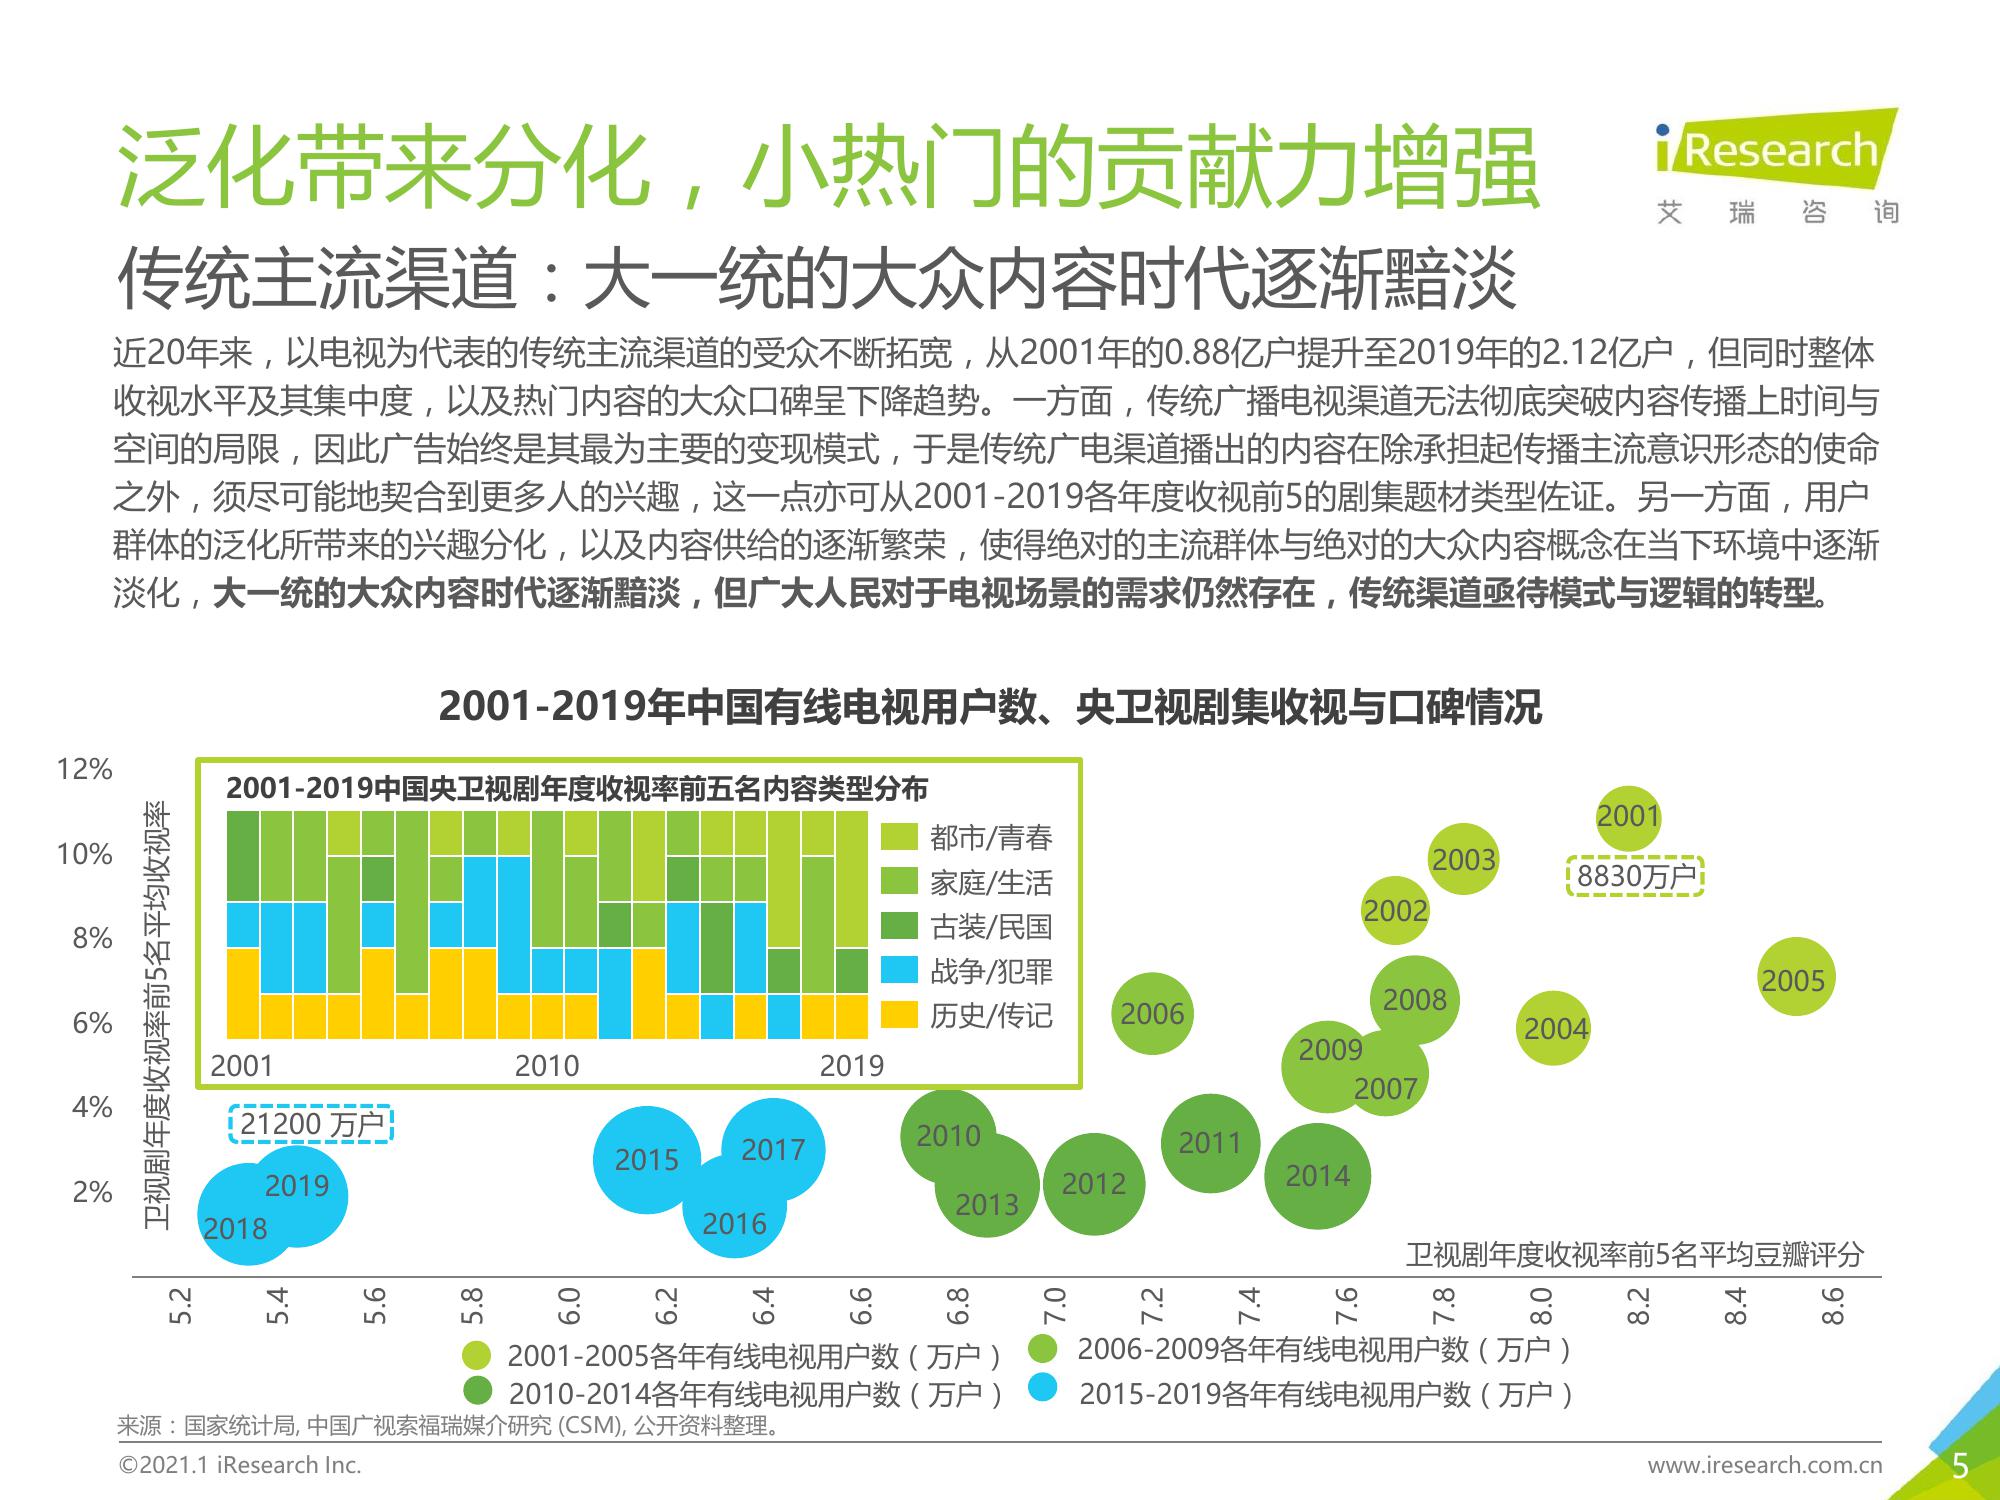 泛化带来分化，小热门的贡献力增强
iResearch
艾瑞咨询
传统主流渠道：大一统的大众内容时代逐渐黯淡
近20年来，以电视为代表的传统主流渠道的受众不断拓宽，从2001年的0.88亿户提升至2019年的2.12亿户，但同时整体
收视水平及其集中度，以及热门内容的大众口碑呈下降趋势。一方面，传统广播电视渠道无法彻底突破内容传播上时间与
空间的局限，因此广告始终是其最为主要的变现模式，于是传统广电渠道播出的内容在除承担起传播主流意识形态的使命
之外，须尽可能地契合到更多人的兴趣，这一点亦可从2001-2019各年度收视前5的剧集题材类型佐证。另一方面，用户
群体的泛化所带来的兴趣分化，以及内容供给的逐渐繁荣，使得绝对的主流群体与绝对的大众内容概念在当下环境中逐渐
淡化，大一统的大众内容时代逐渐黯淡，但广大人民对于电视场景的需求仍然存在，传统渠道亟待模式与逻辑的转型。
2001-2019年中国有线电视用户数、央卫视剧集收视与口碑情况
12%
10%
8%
6%
4%
2%
卫视剧年度收视率前5名平均收视率
2001-2019中国央卫视剧年度收视率前五名内容类型分布
都市/青春
家庭/生活
古装/民国
战争/犯罪
历史/传记
2001
2010
2019
2001
8830万户
2003
2002
2005
2008
2006
2004
2009
2007
21200 万户
2019
2018
2015
2017
2016
2010
2013
2012
2011
2014
卫视剧年度收视率前5名平均豆瓣评分
5.2
5.4
5.6
5.8
6.0
6.2
6.4
6.6
6.8
7.0
7.2
7.4
7.6
7.8
8.0
8.2
8.4
8.6
2001-2005各年有线电视用户数（万户）
2006-2009各年有线电视用户数（万户）
2010-2014各年有线电视用户数（万户）
2015-2019各年有线电视用户数（万户）
来源：国家统计局, 中国广视索福瑞媒介研究 (CSM), 公开资料整理。
©2021.1 iResearch Inc.
www.iresearch.com.cn
5